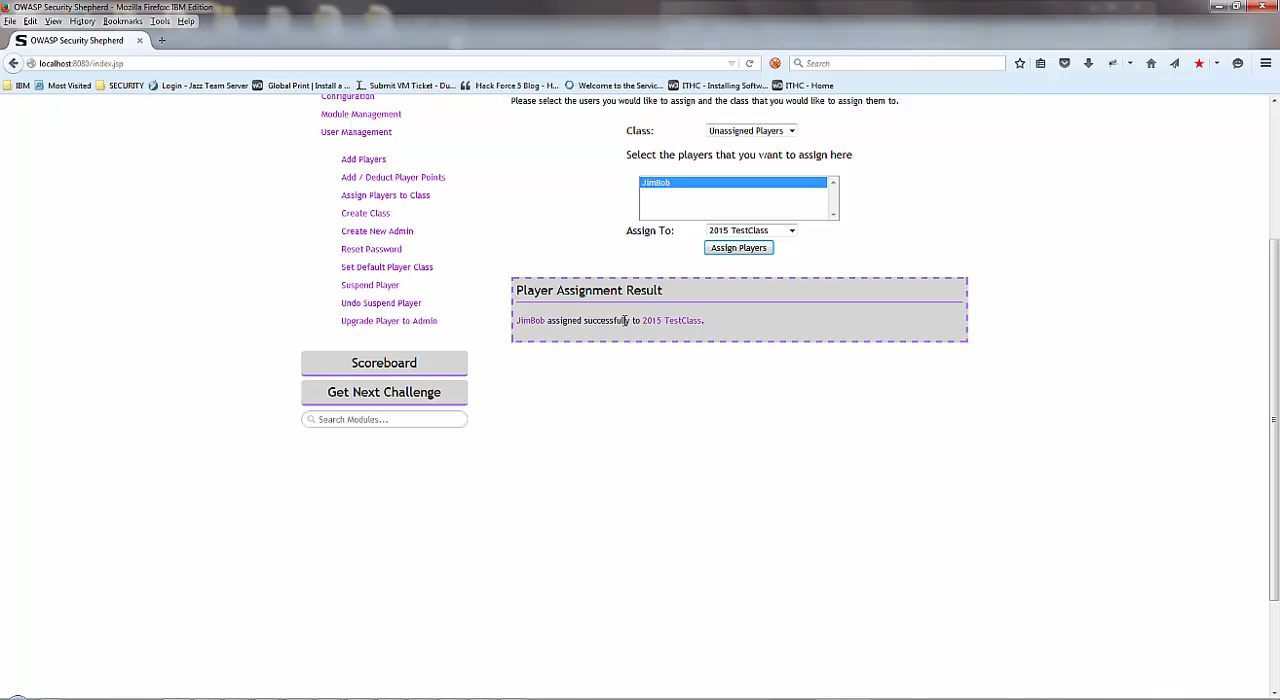 OWASP Security Shepherd - Mozilla Firefox: IBM Edition
File Edit View History Bookmarks Tools Help
S OWASP Security Shepherd × +
localhost:8080/index.jsp
Search
IBM Most Visited SECURITY Login - Jazz Team Server Global Print | Install a ... Submit VM Ticket - Du... Hack Force 5 Blog - H... Welcome to the Servic... ITHC - Installing Softw... ITHC - Home
Configuration
Please select the users you would like to assign and the class that you would like to assign them to.
Module Management
User Management
Class: Unassigned Players
Select the players that you want to assign here
Add Players
Add / Deduct Player Points
JimBob
Assign Players to Class
Create Class
Create New Admin
Assign To: 2015 TestClass
Reset Password
Assign Players
Set Default Player Class
Suspend Player
Player Assignment Result
Undo Suspend Player
Upgrade Player to Admin
JimBob assigned successfully to 2015 TestClass.
Scoreboard
Get Next Challenge
Search Modules...